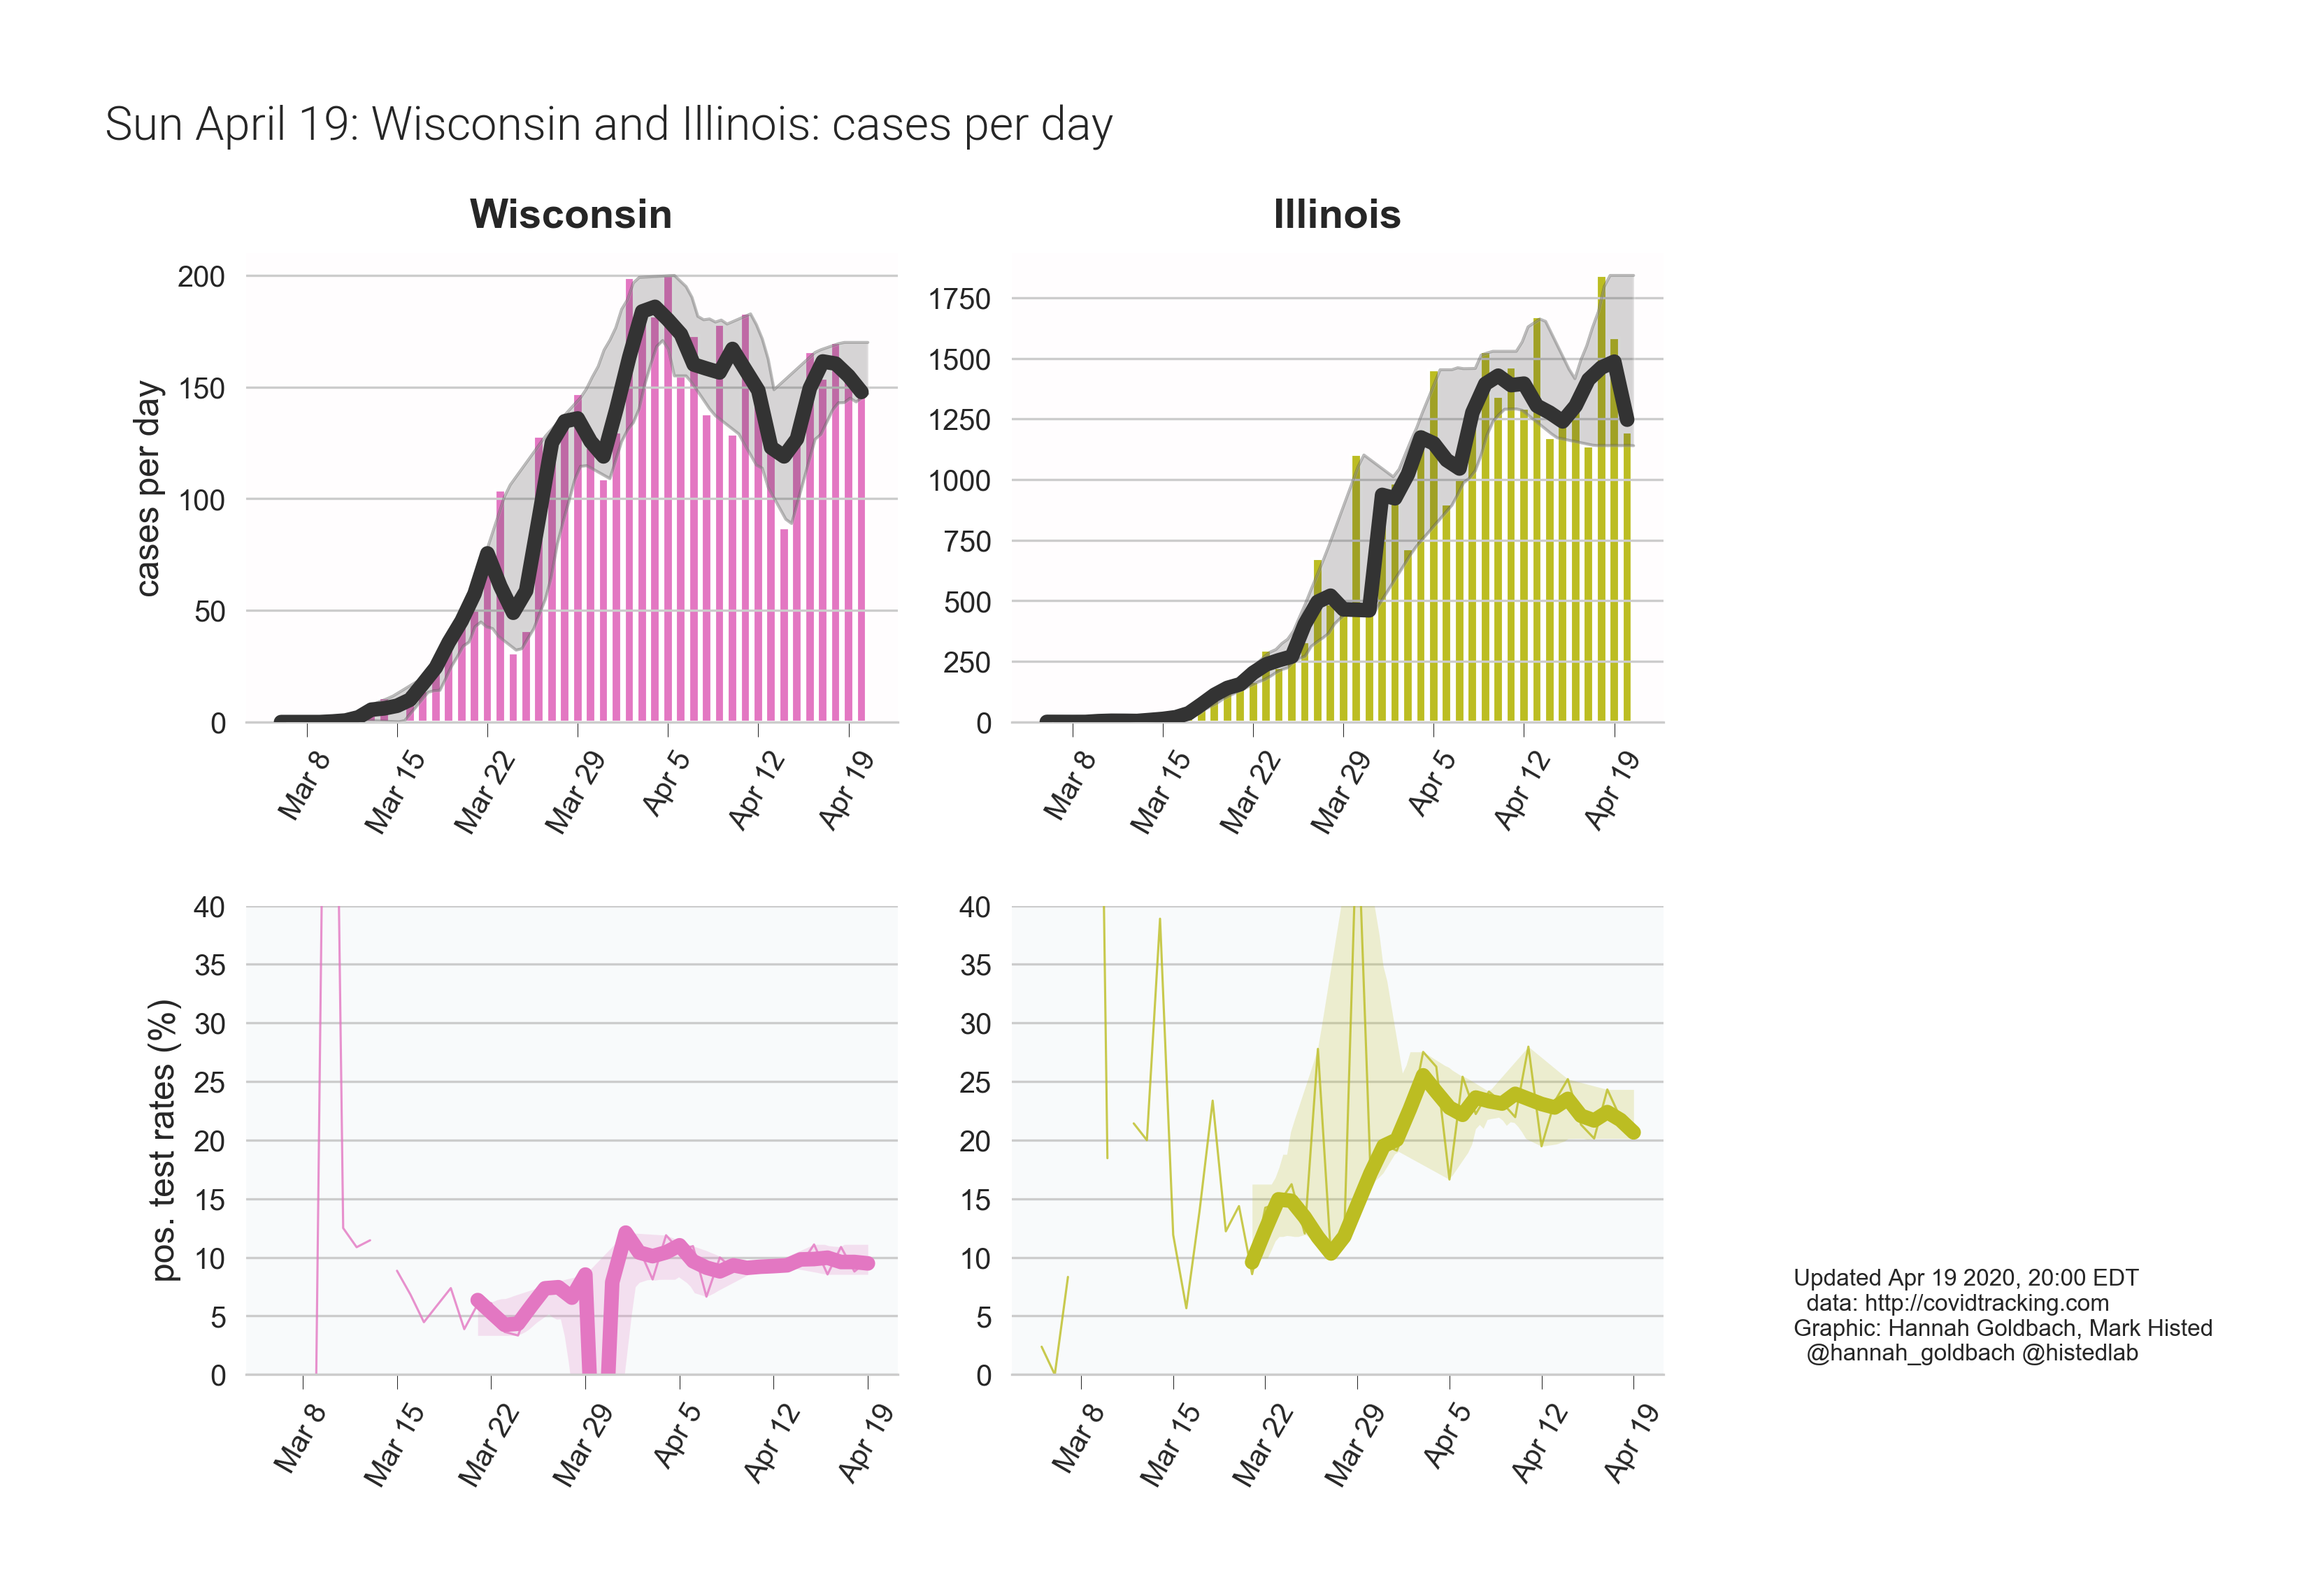 Sun April 19: Wisconsin and Illinois: cases per day
Wisconsin
cases per day
200
150
100
50
0
Mar 8
Mar 15
Mar 22
Mar 29
Apr 5
Apr 12
Apr 19
Illinois
1750
1500
1250
1000
750
500
250
0
Mar 8
Mar 15
Mar 22
Mar 29
Apr 5
Apr 12
Apr 19
pos. test rates (%)
40
35
30
25
20
15
10
5
0
Mar 8
Mar 15
Mar 22
Mar 29
Apr 5
Apr 12
Apr 19
40
35
30
25
20
15
10
5
0
Mar 8
Mar 15
Mar 22
Mar 29
Apr 5
Apr 12
Apr 19
Updated Apr 19 2020, 20:00 EDT
data: http://covidtracking.com
Graphic: Hannah Goldbach, Mark Histed
@hannah_goldbach @histedlab